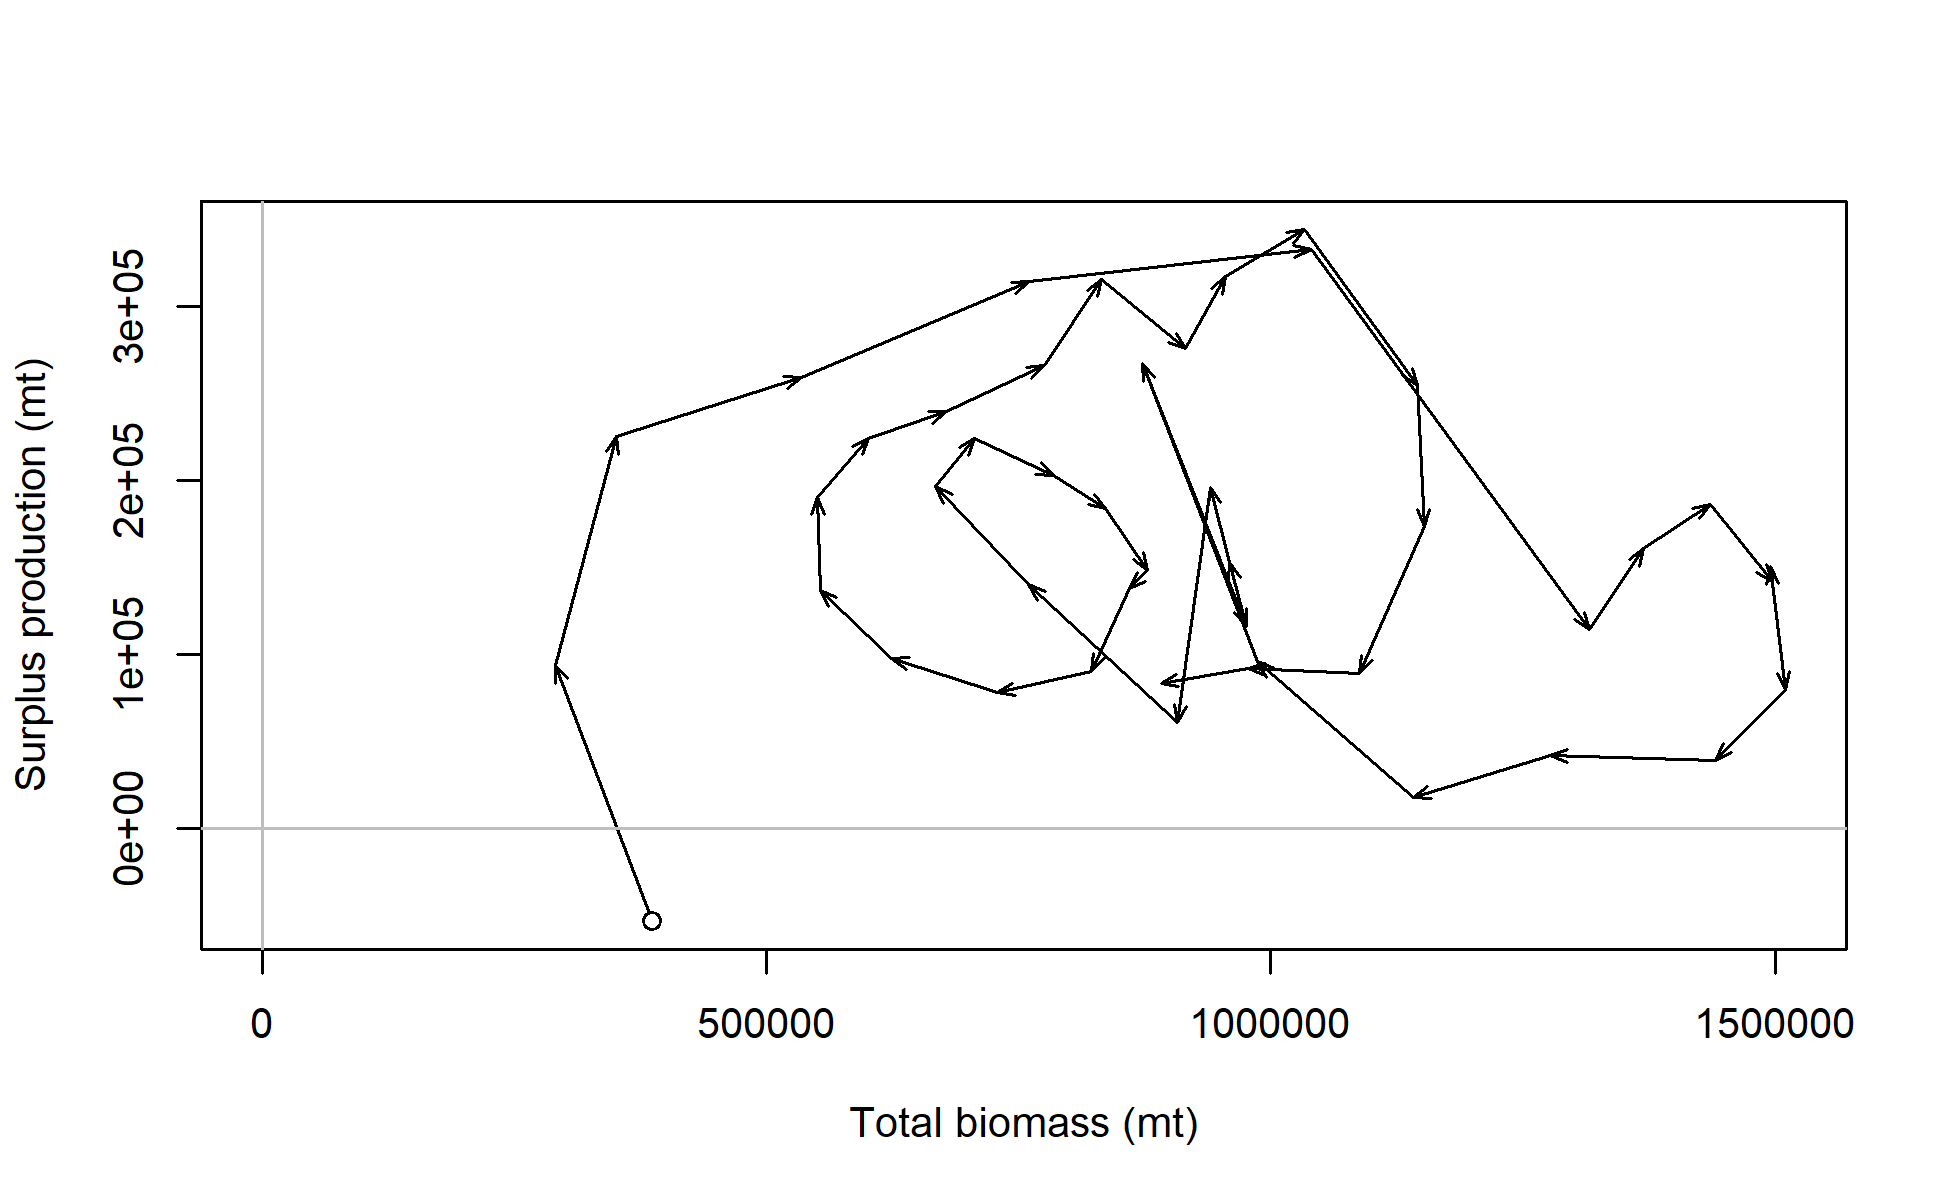 Surplus production (mt)
3e+05
2e+05
1e+05
0e+00
0 500000 1000000 1500000
Total biomass (mt)